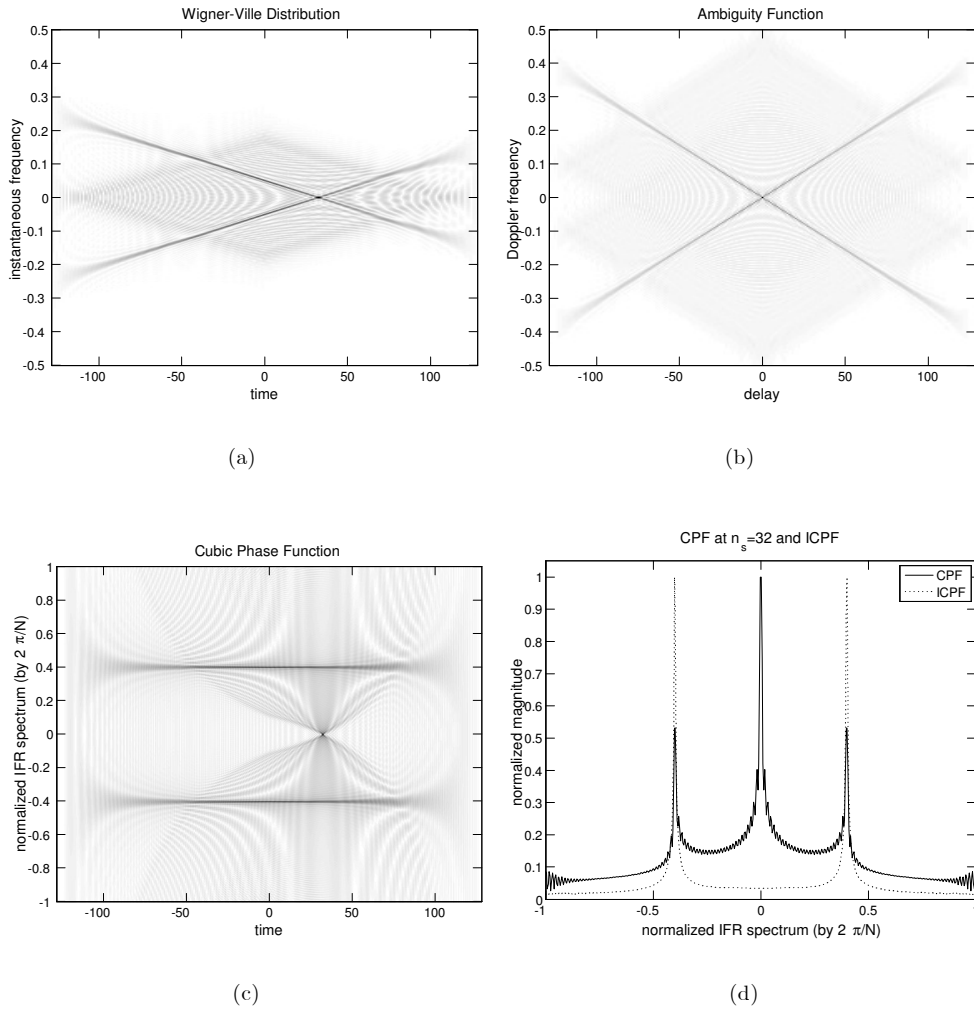 Wigner-Ville Distribution
instantaneous frequency
0.5
0.4
0.3
0.2
0.1
0
-0.1
-0.2
-0.3
-0.4
-0.5
-100 -50 0 50 100
time
(a)
Ambiguity Function
Doppler frequency
0.5
0.4
0.3
0.2
0.1
0
-0.1
-0.2
-0.3
-0.4
-0.5
-100 -50 0 50 100
delay
(b)
Cubic Phase Function
normalized IFR spectrum (by 2 π/N)
1
0.8
0.6
0.4
0.2
0
-0.2
-0.4
-0.6
-0.8
-1
-100 -50 0 50 100
time
(c)
CPF at n_s=32 and ICPF
normalized magnitude
1
0.9
0.8
0.7
0.6
0.5
0.4
0.3
0.2
0.1
0
CPF
ICPF
-1 -0.5 0 0.5 1
normalized IFR spectrum (by 2 π/N)
(d)